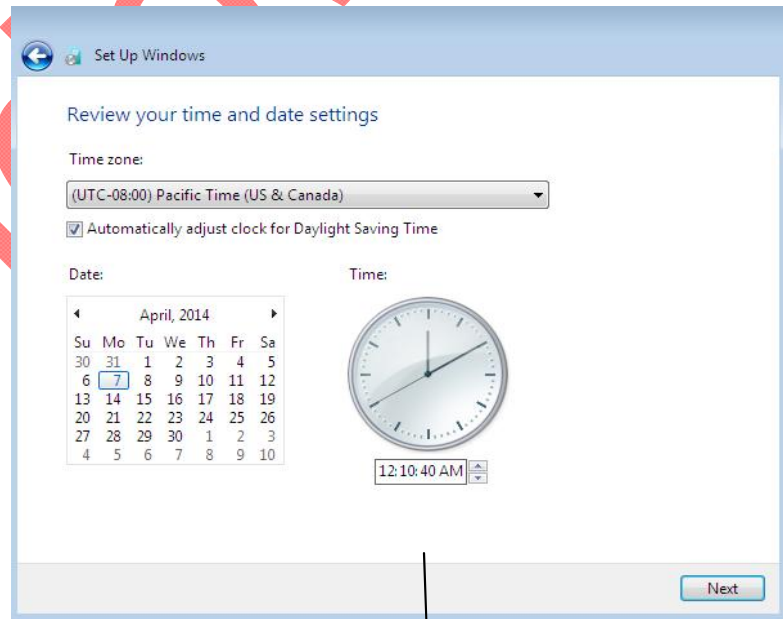 Set Up Windows
Review your time and date settings
Time zone:
(UTC-08:00) Pacific Time (US & Canada)
Automatically adjust clock for Daylight Saving Time
Date: Time:
April, 2014
Su Mo Tu We Th Fr Sa
30 31 1 2 3 4 5
6 7 8 9 10 11 12
13 14 15 16 17 18 19
20 21 22 23 24 25 26
27 28 29 30 1 2 3
4 5 6 7 8 9 10
12:10:40 AM
Next